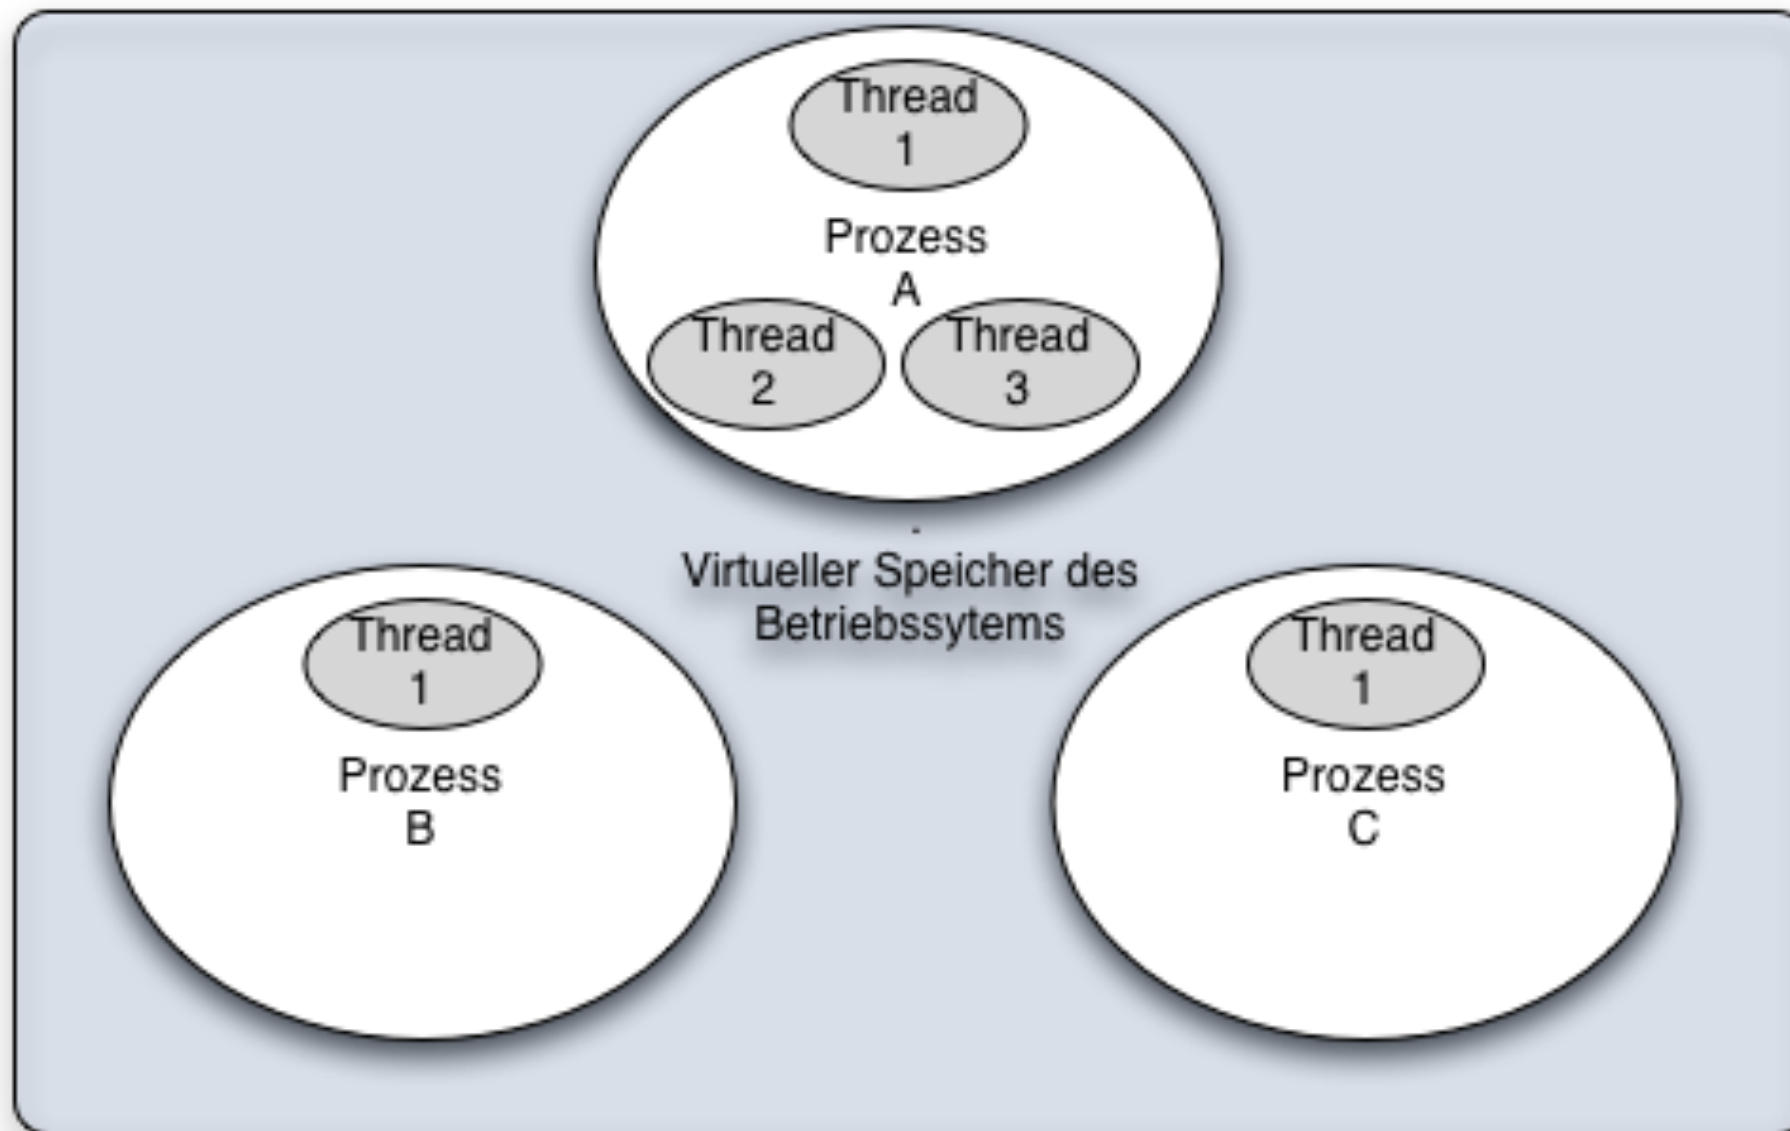 Thread
1
Prozess
A
Thread
2
Thread
3
.
Virtueller Speicher des
Betriebssytems
Thread
1
Prozess
B
Thread
1
Prozess
C